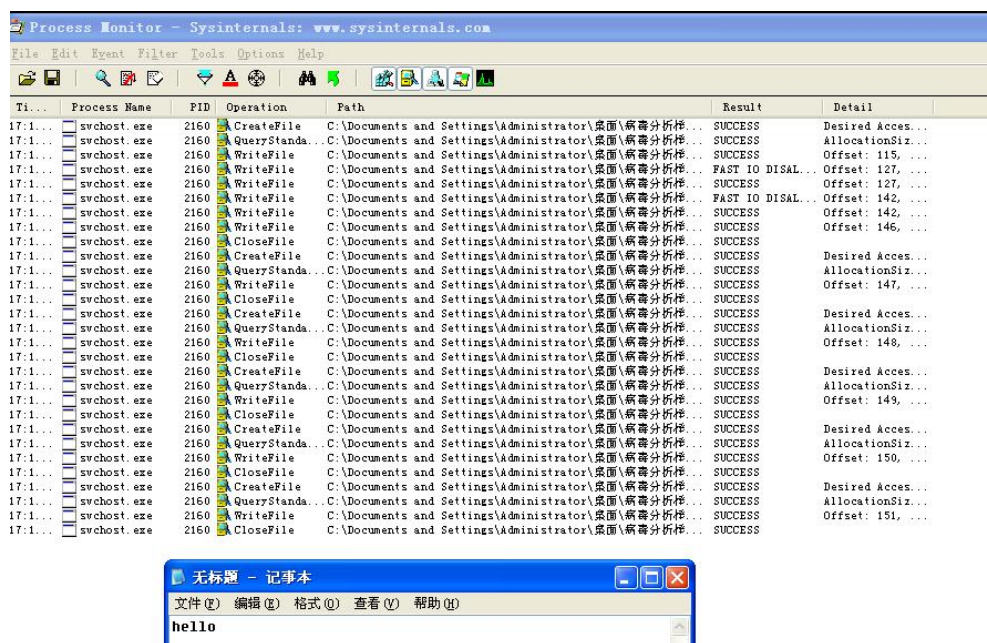 Process Monitor - Sysinternals: www.sysinternals.com
File Edit Event Filter Tools Options Help
Ti... Process Name PID Operation Path Result Detail
17:1... svchost.exe 2160 CreateFile C:\Documents and Settings\Administrator\桌面\病毒分析样... SUCCESS Desired Acces...
17:1... svchost.exe 2160 QueryStanda... C:\Documents and Settings\Administrator\桌面\病毒分析样... SUCCESS AllocationSiz...
17:1... svchost.exe 2160 WriteFile C:\Documents and Settings\Administrator\桌面\病毒分析样... SUCCESS Offset: 115, ...
17:1... svchost.exe 2160 WriteFile C:\Documents and Settings\Administrator\桌面\病毒分析样... FAST IO DISAL... Offset: 127, ...
17:1... svchost.exe 2160 WriteFile C:\Documents and Settings\Administrator\桌面\病毒分析样... SUCCESS Offset: 127, ...
17:1... svchost.exe 2160 WriteFile C:\Documents and Settings\Administrator\桌面\病毒分析样... FAST IO DISAL... Offset: 142, ...
17:1... svchost.exe 2160 WriteFile C:\Documents and Settings\Administrator\桌面\病毒分析样... SUCCESS Offset: 142, ...
17:1... svchost.exe 2160 WriteFile C:\Documents and Settings\Administrator\桌面\病毒分析样... SUCCESS Offset: 146, ...
17:1... svchost.exe 2160 CloseFile C:\Documents and Settings\Administrator\桌面\病毒分析样... SUCCESS
17:1... svchost.exe 2160 CreateFile C:\Documents and Settings\Administrator\桌面\病毒分析样... SUCCESS Desired Acces...
17:1... svchost.exe 2160 QueryStanda... C:\Documents and Settings\Administrator\桌面\病毒分析样... SUCCESS AllocationSiz...
17:1... svchost.exe 2160 WriteFile C:\Documents and Settings\Administrator\桌面\病毒分析样... SUCCESS Offset: 147, ...
17:1... svchost.exe 2160 CloseFile C:\Documents and Settings\Administrator\桌面\病毒分析样... SUCCESS
17:1... svchost.exe 2160 CreateFile C:\Documents and Settings\Administrator\桌面\病毒分析样... SUCCESS Desired Acces...
17:1... svchost.exe 2160 QueryStanda... C:\Documents and Settings\Administrator\桌面\病毒分析样... SUCCESS AllocationSiz...
17:1... svchost.exe 2160 WriteFile C:\Documents and Settings\Administrator\桌面\病毒分析样... SUCCESS Offset: 148, ...
17:1... svchost.exe 2160 CloseFile C:\Documents and Settings\Administrator\桌面\病毒分析样... SUCCESS
17:1... svchost.exe 2160 CreateFile C:\Documents and Settings\Administrator\桌面\病毒分析样... SUCCESS Desired Acces...
17:1... svchost.exe 2160 QueryStanda... C:\Documents and Settings\Administrator\桌面\病毒分析样... SUCCESS AllocationSiz...
17:1... svchost.exe 2160 WriteFile C:\Documents and Settings\Administrator\桌面\病毒分析样... SUCCESS Offset: 149, ...
17:1... svchost.exe 2160 CloseFile C:\Documents and Settings\Administrator\桌面\病毒分析样... SUCCESS
17:1... svchost.exe 2160 CreateFile C:\Documents and Settings\Administrator\桌面\病毒分析样... SUCCESS Desired Acces...
17:1... svchost.exe 2160 QueryStanda... C:\Documents and Settings\Administrator\桌面\病毒分析样... SUCCESS AllocationSiz...
17:1... svchost.exe 2160 WriteFile C:\Documents and Settings\Administrator\桌面\病毒分析样... SUCCESS Offset: 150, ...
17:1... svchost.exe 2160 CloseFile C:\Documents and Settings\Administrator\桌面\病毒分析样... SUCCESS
17:1... svchost.exe 2160 CreateFile C:\Documents and Settings\Administrator\桌面\病毒分析样... SUCCESS Desired Acces...
17:1... svchost.exe 2160 QueryStanda... C:\Documents and Settings\Administrator\桌面\病毒分析样... SUCCESS AllocationSiz...
17:1... svchost.exe 2160 WriteFile C:\Documents and Settings\Administrator\桌面\病毒分析样... SUCCESS Offset: 151, ...
17:1... svchost.exe 2160 CloseFile C:\Documents and Settings\Administrator\桌面\病毒分析样... SUCCESS
无标题 - 记事本
文件(F) 编辑(E) 格式(O) 查看(V) 帮助(H)
hello